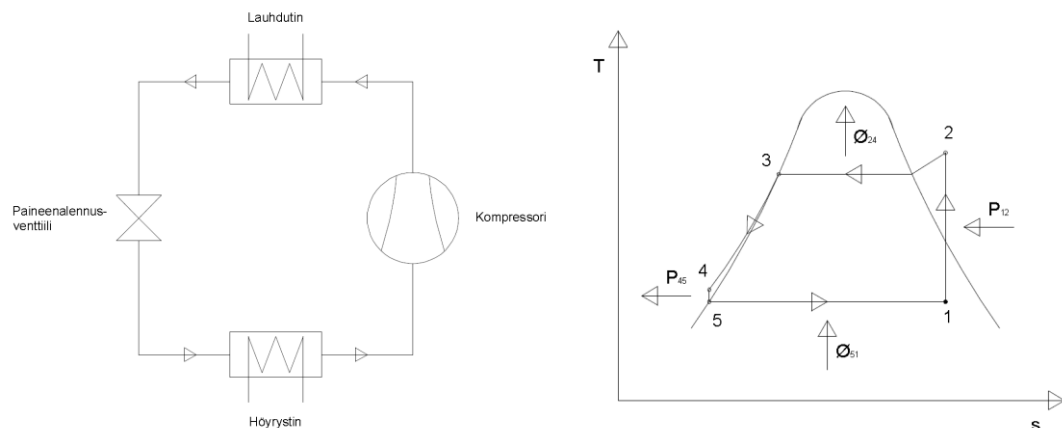 Lauhdutin
Paineenalennus-
venttiili
Kompressori
Höyrystin
T
Ø24
2
3
P12
4
P45
5
1
Ø51
s